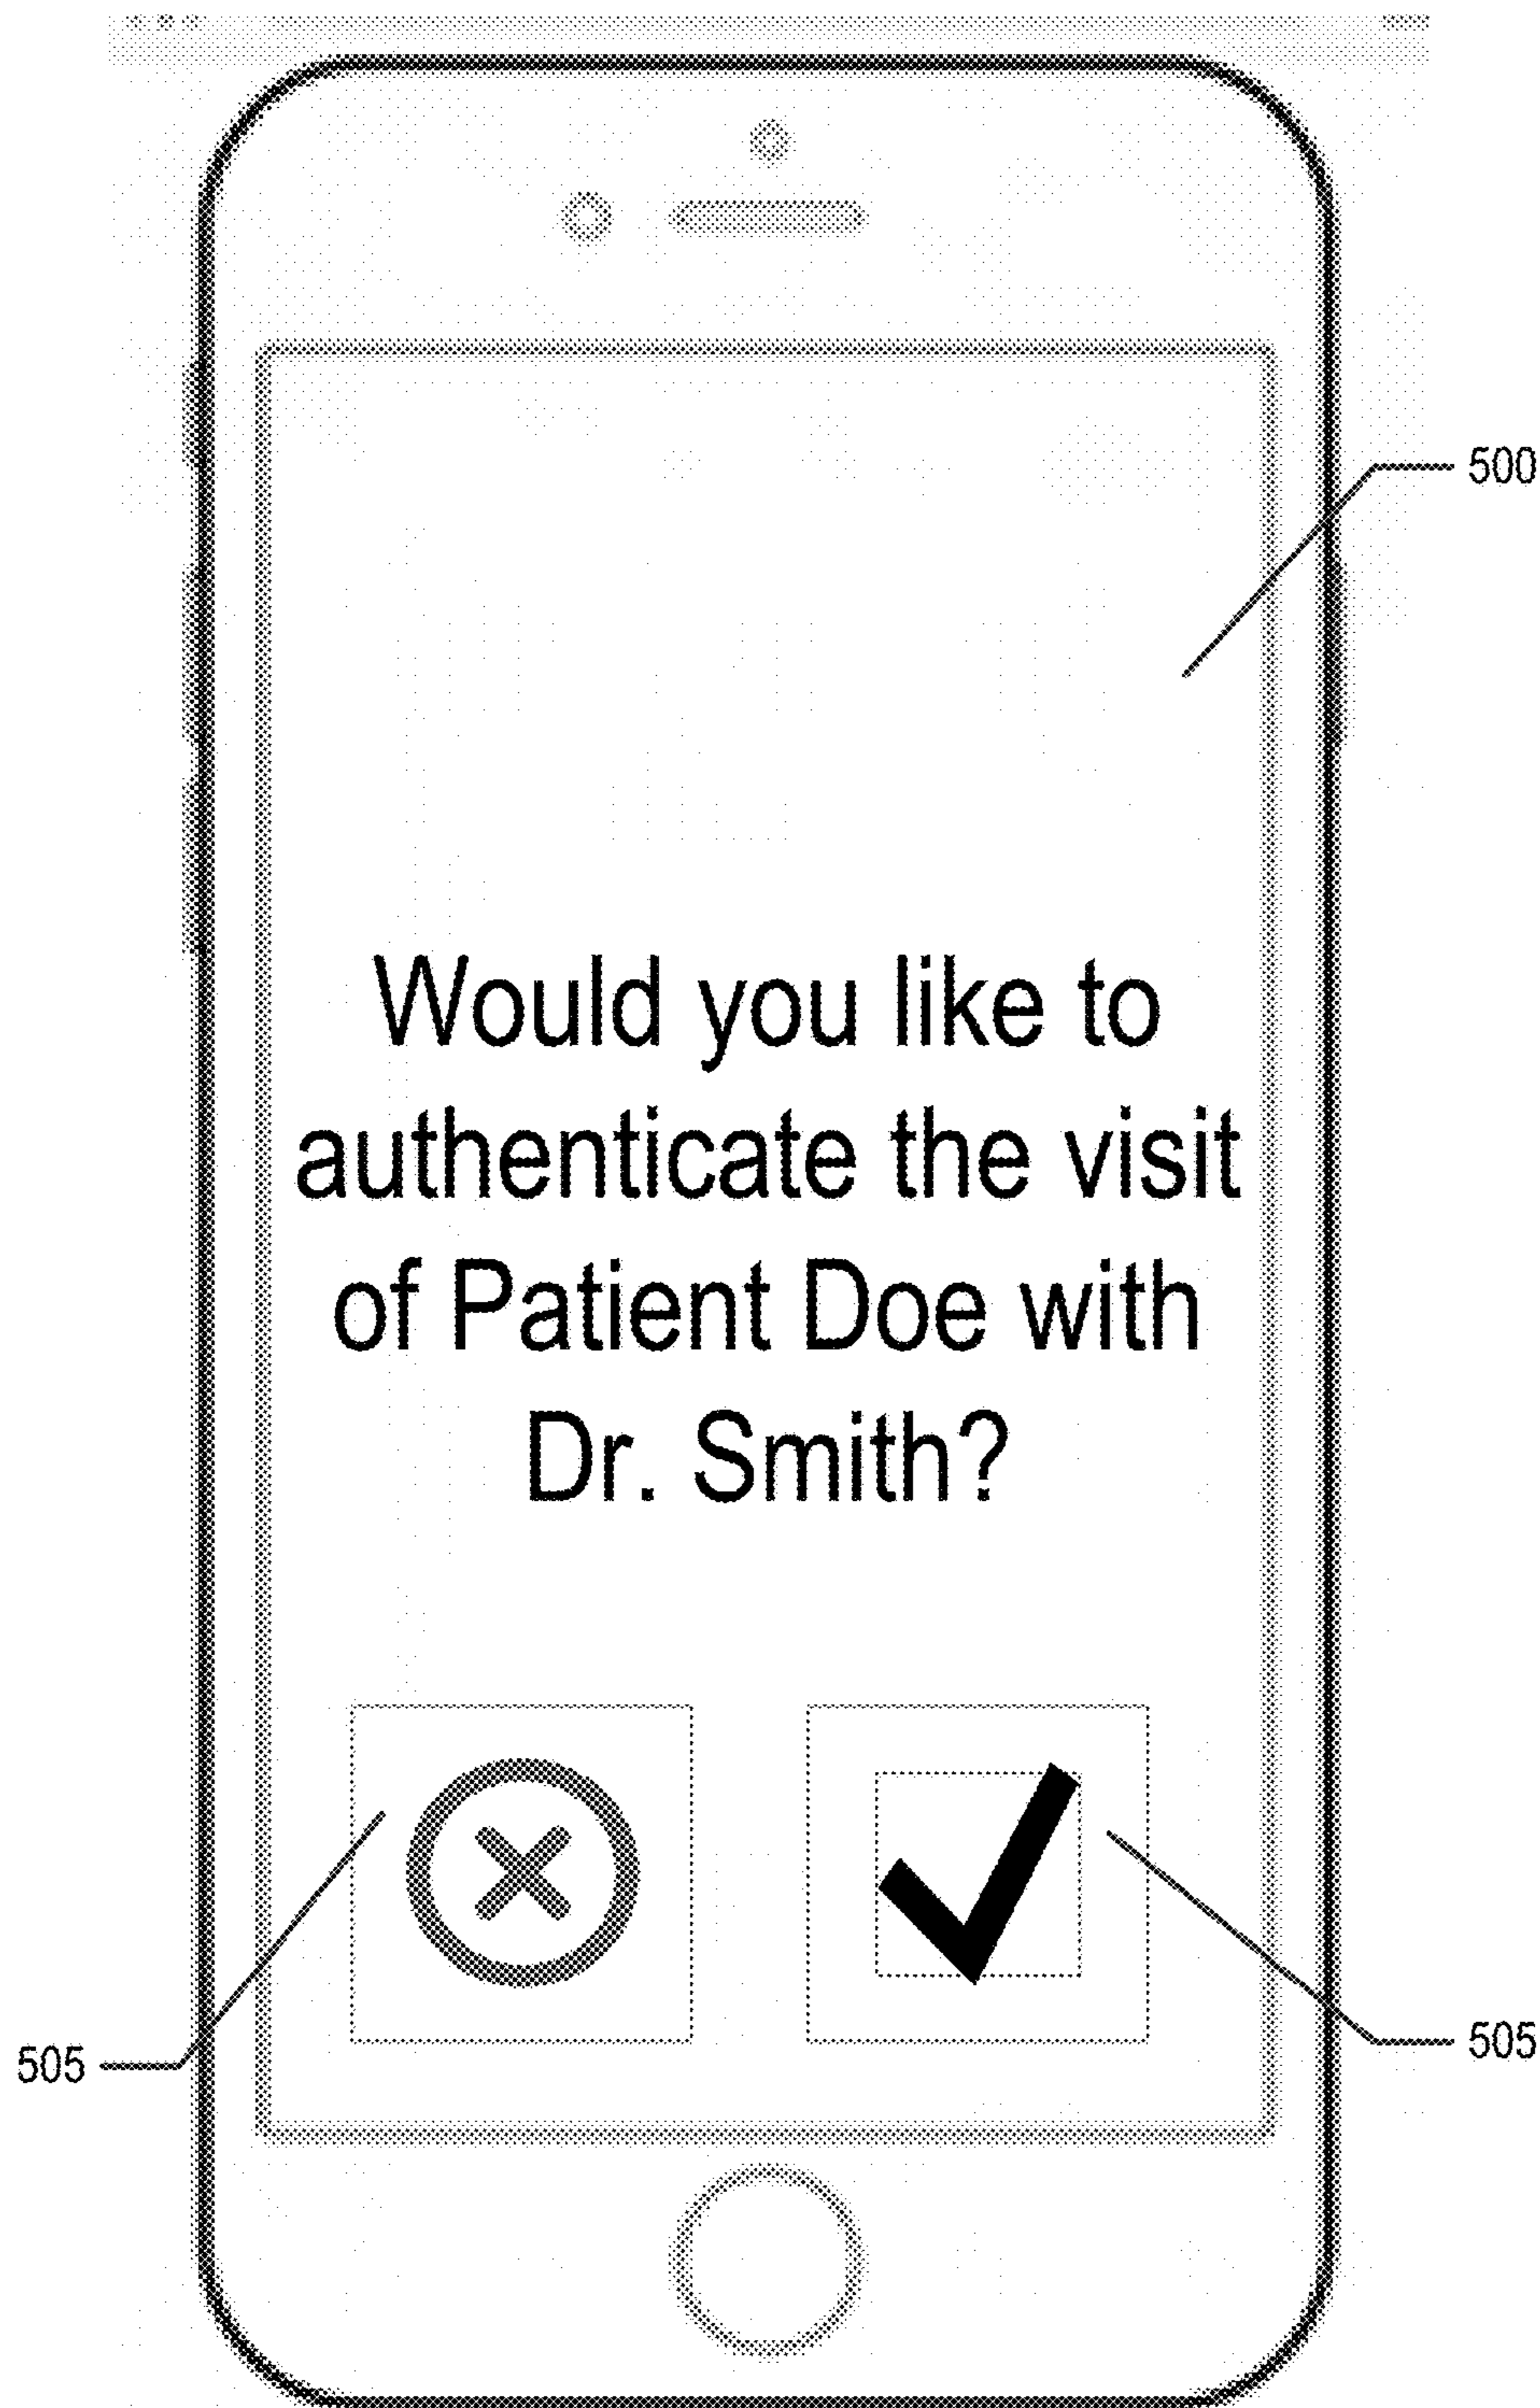 500
Would you like to
authenticate the visit
of Patient Doe with
Dr. Smith?
505
505